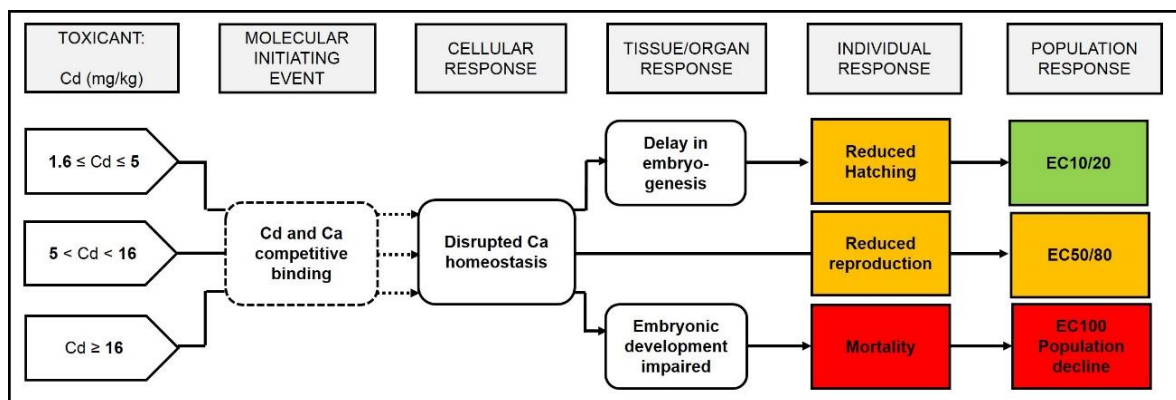 TOXICANT:
Cd (mg/kg)
MOLECULAR
INITIATING
EVENT
CELLULAR
RESPONSE
TISSUE/ORGAN
RESPONSE
INDIVIDUAL
RESPONSE
POPULATION
RESPONSE
1.6 ≤ Cd ≤ 5
5 < Cd < 16
Cd ≥ 16
Cd and Ca
competitive
binding
Disrupted Ca
homeostasis
Delay in
embryo-
genesis
Reduced
Hatching
EC10/20
Reduced
reproduction
EC50/80
Embryonic
development
impaired
Mortality
EC100
Population
decline